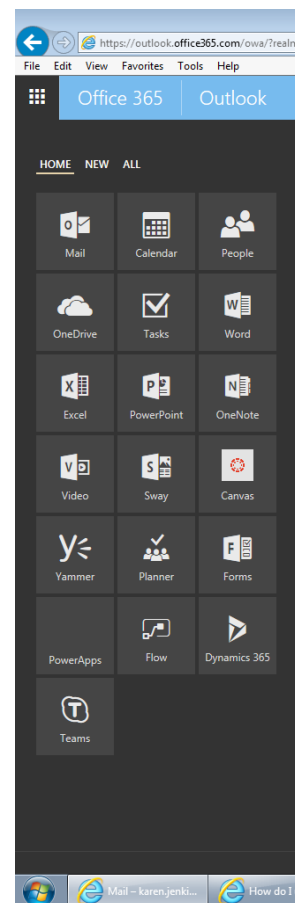 https://outlook.office365.com/owa/?realn
File Edit View Favorites Tools Help
Office 365 Outlook
HOME NEW ALL
Mail Calendar People
OneDrive Tasks Word
Excel PowerPoint OneNote
Video Sway Canvas
Yammer Planner Forms
PowerApps Flow Dynamics 365
Teams
Mail – karen.jenki... How do I